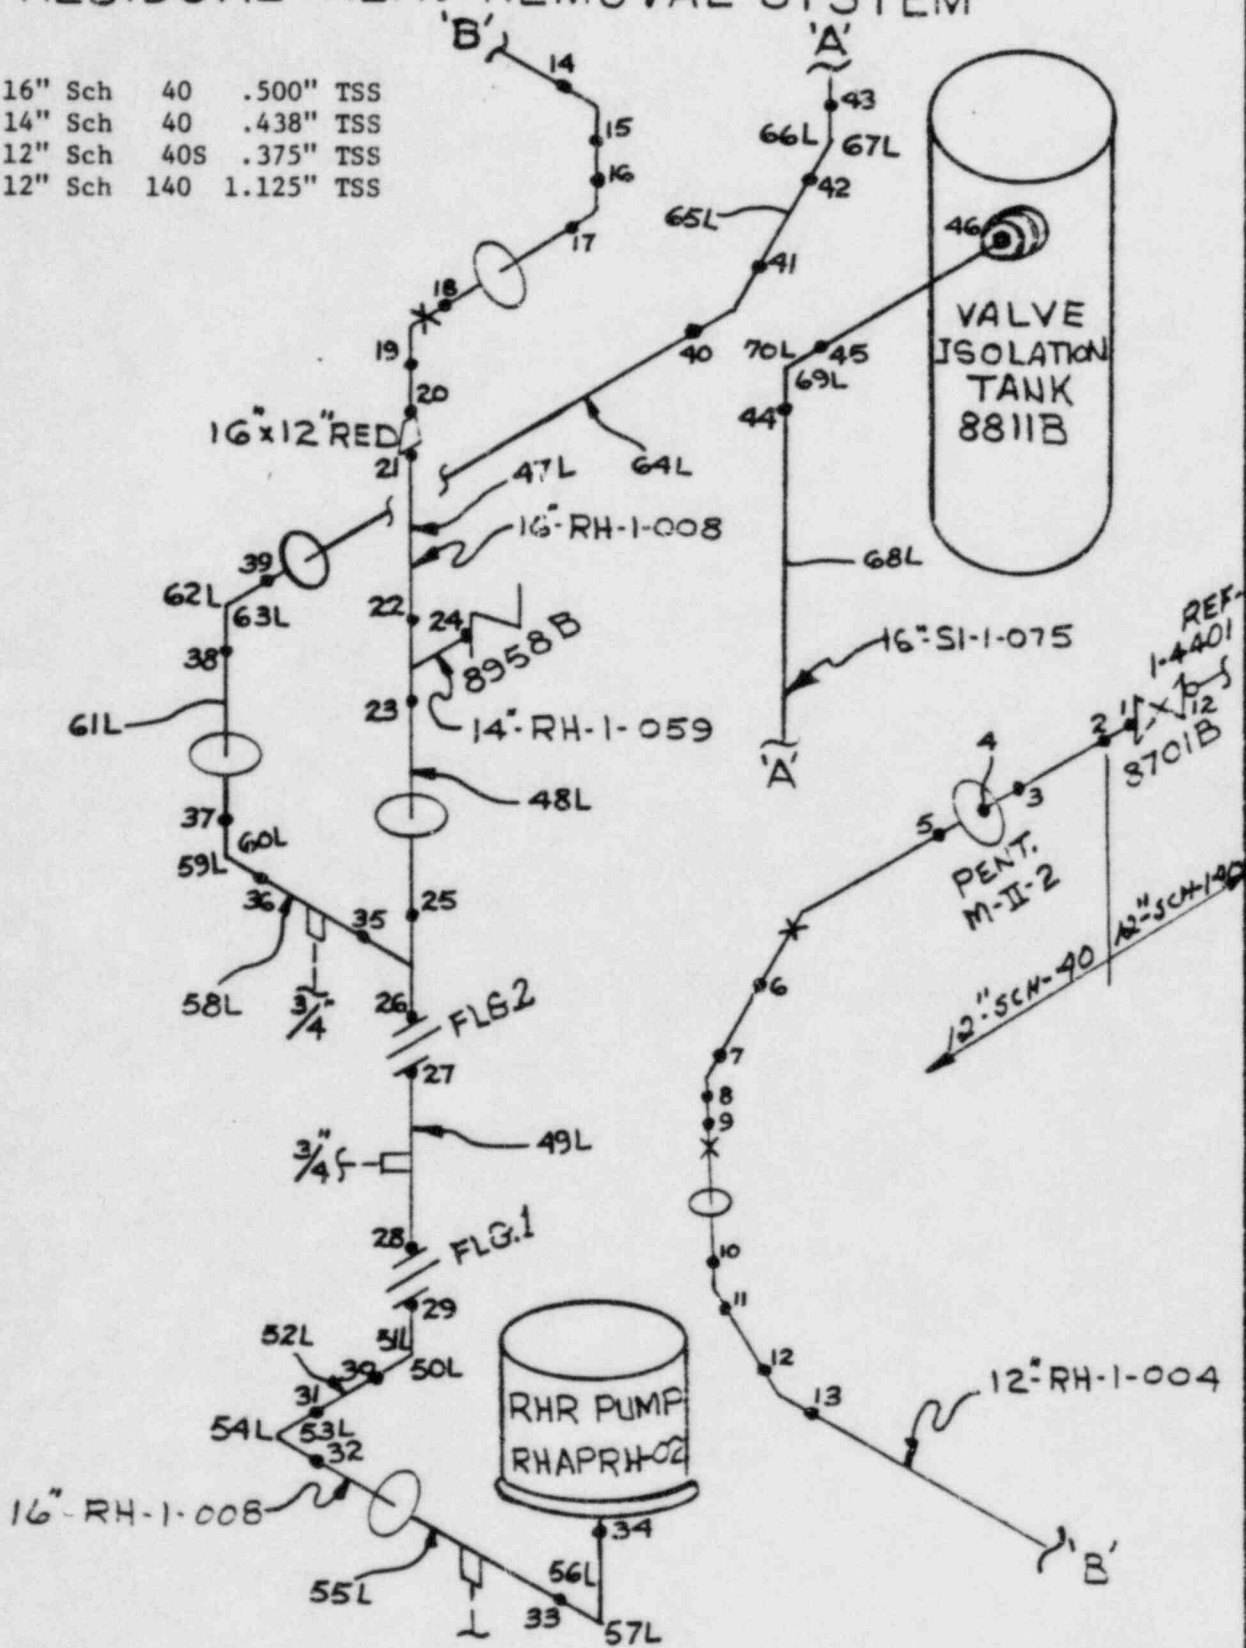 RESIDUAL HEAT REMOVAL SYSTEM
'B'
'A'
16" Sch 40 .500" TSS
14" Sch 40 .438" TSS
12" Sch 40S .375" TSS
12" Sch 140 1.125" TSS
14
43
15
66L
67L
16
42
65L
46
17
41
18
VALVE
ISOLATION
TANK
8811B
19
40
70L
45
69L
20
44
16"x12" RED
21
47L
64L
16"-RH-1-008
39
68L
62L
63L
22
24
8958B
REF-
1-4401
16"-SI-1-075
38
23
14"-RH-1-059
1
12
2
8701B
61L
'A'
4
3
48L
37
5
60L
PENT.
M-II-2
59L
36
25
35
12"-SCH-140
12"-SCH-40
58L
3/4"
26
FLG.2
6
27
7
8
9
3/4"
49L
28
FLG.1
10
29
11
52L
51L
30
50L
12
31
13
12"-RH-1-004
54L
53L
RHR PUMP
RHAPRH-02
32
16"-RH-1-008
34
'B'
55L
56L
33
57L